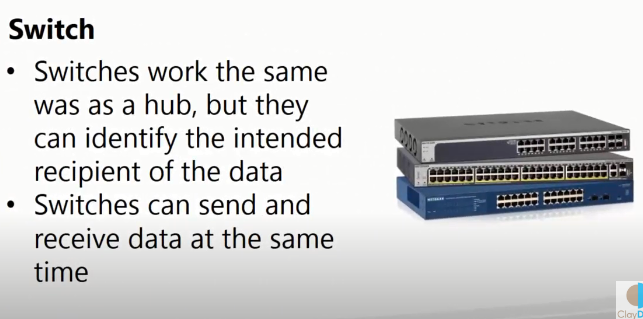 Switch
• Switches work the same
was as a hub, but they
can identify the intended
recipient of the data
• Switches can send and
receive data at the same
time
NETGEAR